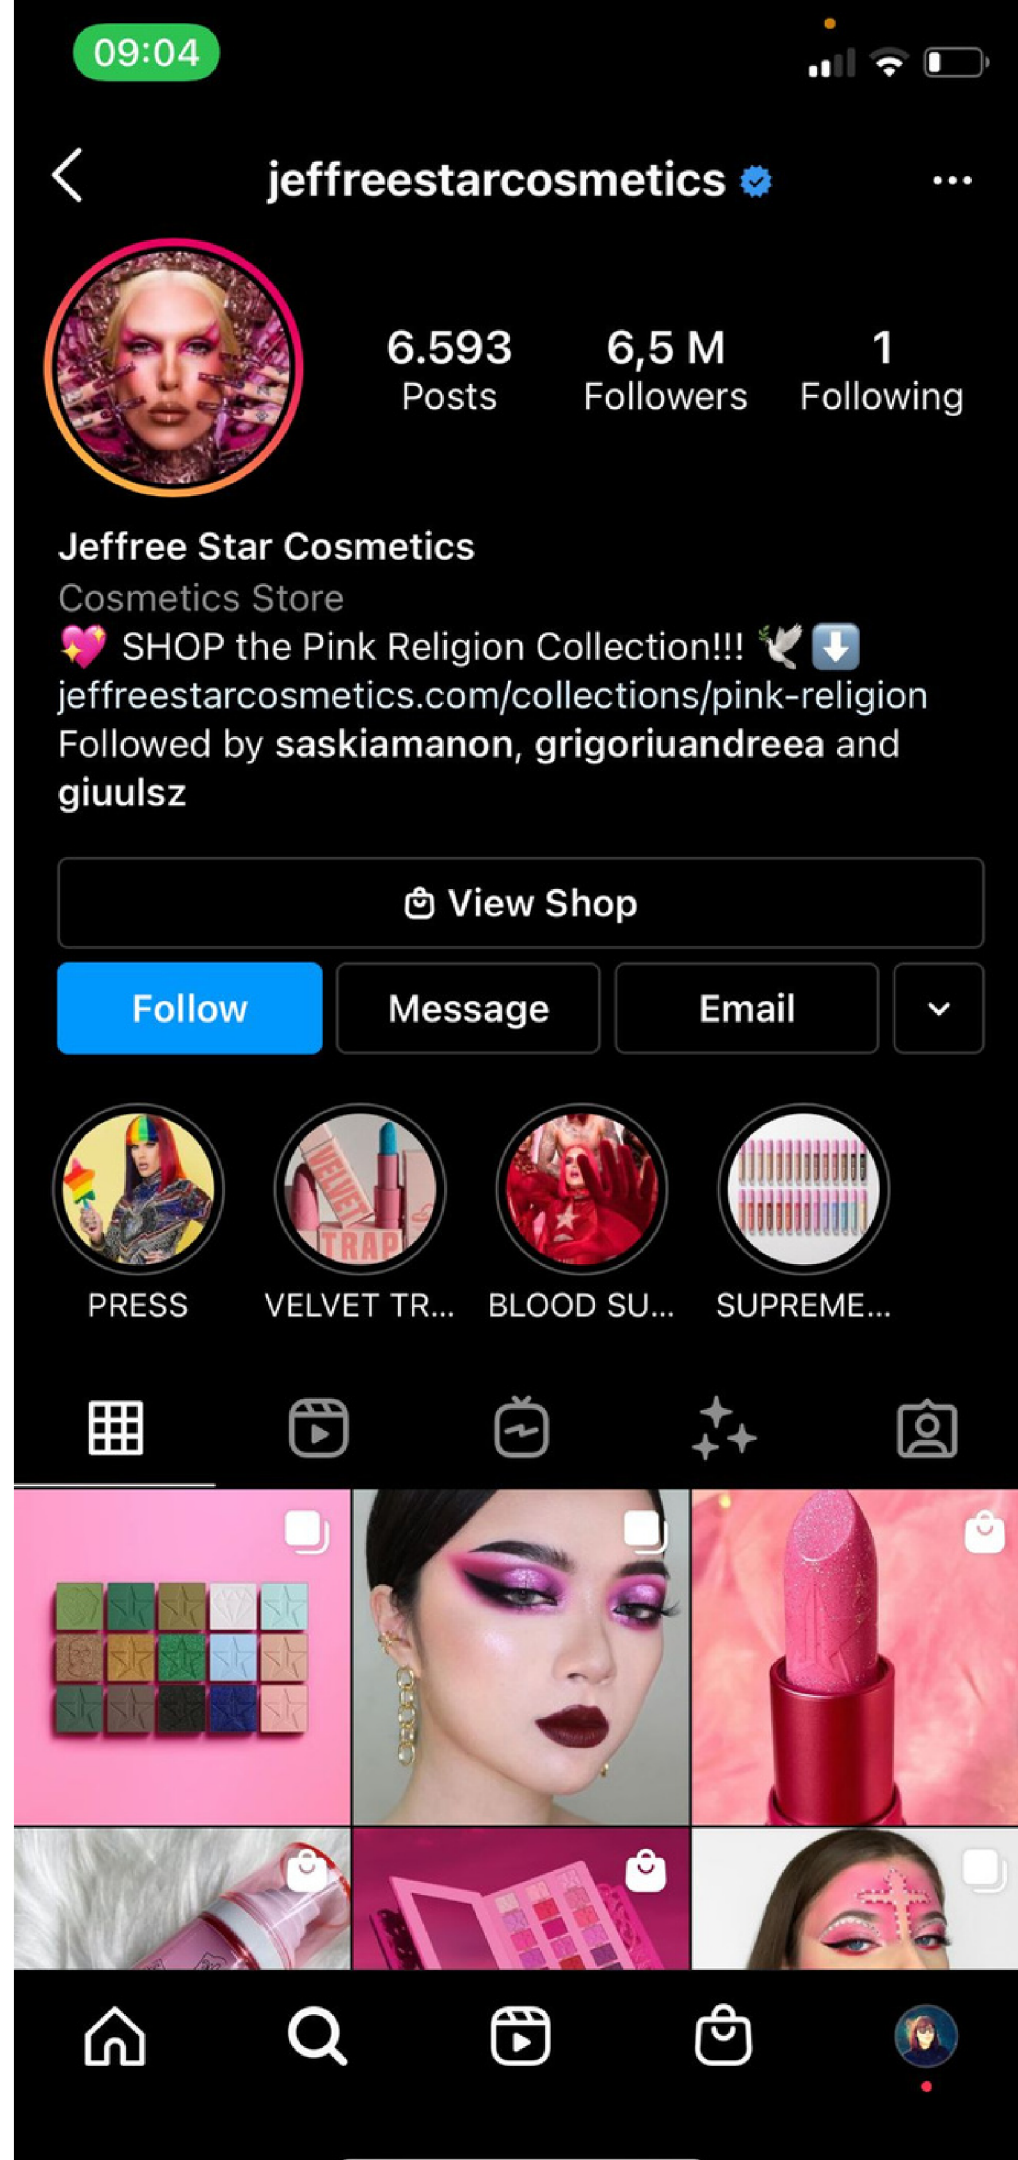 09:04
jeffreestarcosmetics
6.593 6,5 M 1
Posts Followers Following
Jeffree Star Cosmetics
Cosmetics Store
💖 SHOP the Pink Religion Collection!!! 🕊️⬇️
jeffreestarcosmetics.com/collections/pink-religion
Followed by saskiamanon, grigoriuandreea and
giuulsz
View Shop
Follow Message Email
VELVET
TRAP
PRESS VELVET TR... BLOOD SU... SUPREME...